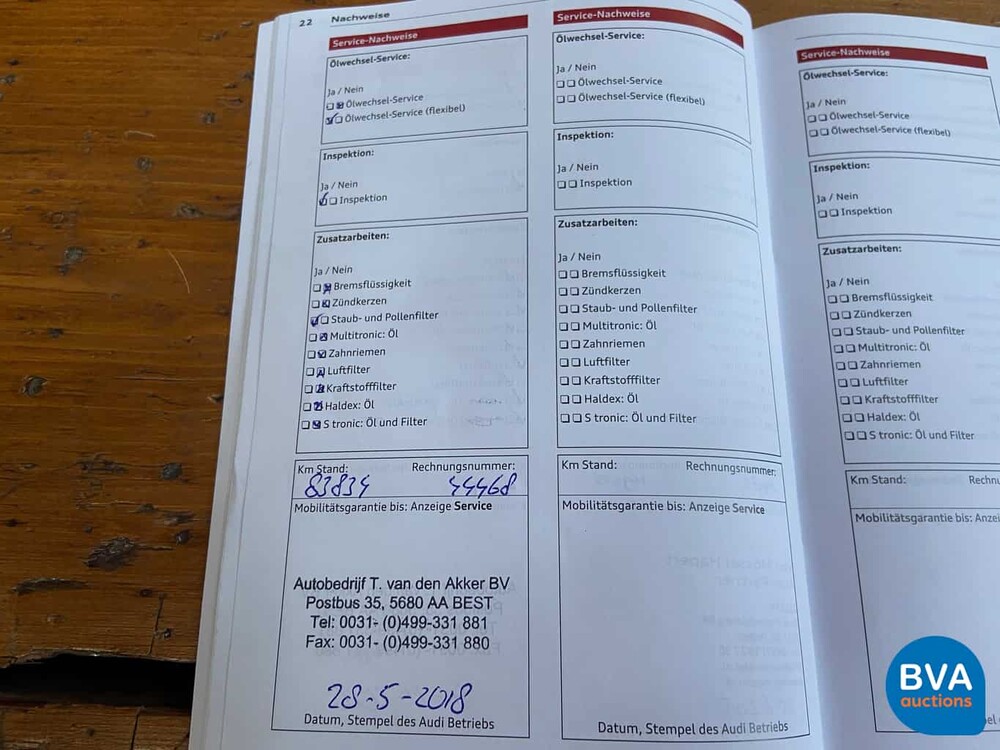 22 Nachweise
Service-Nachweise
Ölwechsel-Service:
Ja / Nein
Ölwechsel-Service
Ölwechsel-Service (flexibel)
Inspektion:
Ja / Nein
Inspektion
Zusatzarbeiten:
Ja / Nein
Bremsflüssigkeit
Zündkerzen
Staub- und Pollenfilter
Multitronic: Öl
Zahnriemen
Luftfilter
Kraftstofffilter
Haldex: Öl
S tronic: Öl und Filter
Km Stand: Rechnungsnummer:
83834 44468
Mobilitätsgarantie bis: Anzeige Service
Autobedrijf T. van den Akker BV
Postbus 35, 5680 AA BEST
Tel: 0031- (0)499-331 881
Fax: 0031- (0)499-331 880
28-5-2018
Datum, Stempel des Audi Betriebs
Service-Nachweise
Ölwechsel-Service:
Ja / Nein
Ölwechsel-Service
Ölwechsel-Service (flexibel)
Inspektion:
Ja / Nein
Inspektion
Zusatzarbeiten:
Ja / Nein
Bremsflüssigkeit
Zündkerzen
Staub- und Pollenfilter
Multitronic: Öl
Zahnriemen
Luftfilter
Kraftstofffilter
Haldex: Öl
S tronic: Öl und Filter
Km Stand: Rechnungsnummer:
Mobilitätsgarantie bis: Anzeige Service
Datum, Stempel des Audi Betriebs
Service-Nachweise
Ölwechsel-Service:
Ja / Nein
Ölwechsel-Service
Ölwechsel-Service (flexibel)
Inspektion:
Ja / Nein
Inspektion
Zusatzarbeiten:
Ja / Nein
Bremsflüssigkeit
Zündkerzen
Staub- und Pollenfilter
Multitronic: Öl
Zahnriemen
Luftfilter
Kraftstofffilter
Haldex: Öl
S tronic: Öl und Filter
Km Stand: Rechn
Mobilitätsgarantie bis: Anzei
BVA
auctions